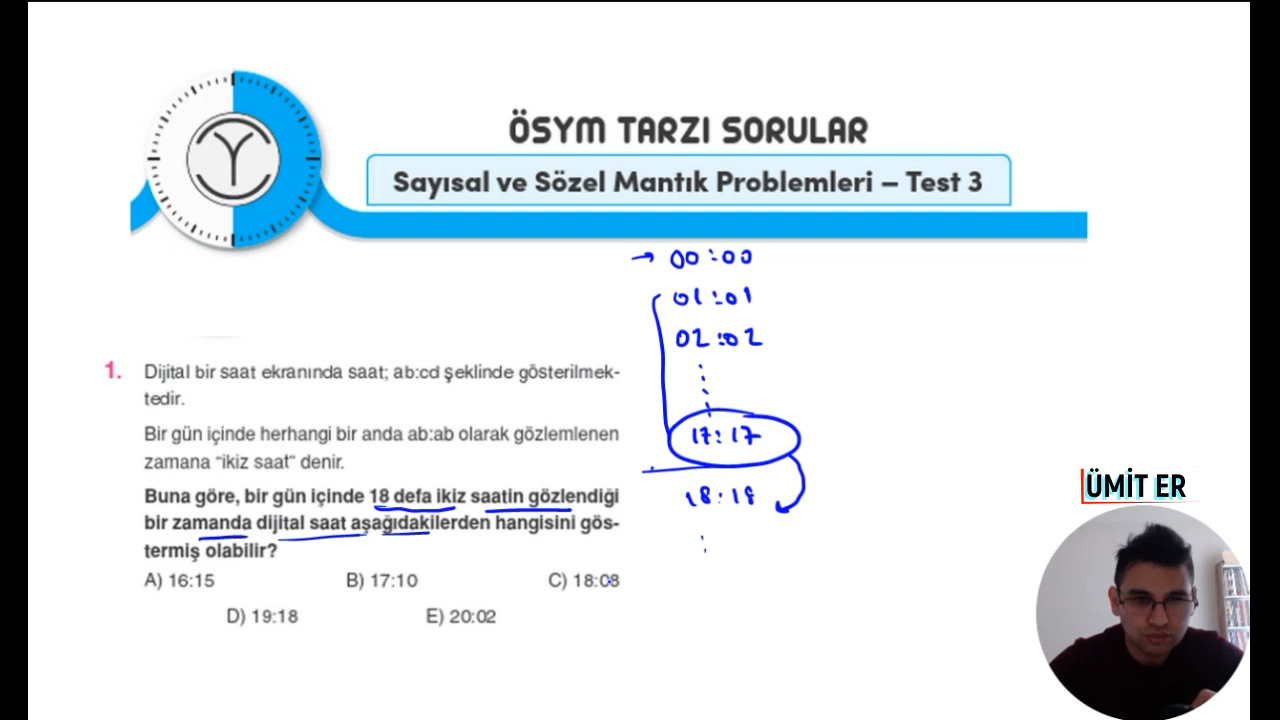 ÖSYM TARZI SORULAR
Sayısal ve Sözel Mantık Problemleri – Test 3
1. Dijital bir saat ekranında saat; ab:cd şeklinde gösterilmek-
tedir.
Bir gün içinde herhangi bir anda ab:ab olarak gözlemlenen
zamana “ikiz saat” denir.
Buna göre, bir gün içinde 18 defa ikiz saatin gözlendiği
bir zamanda dijital saat aşağıdakilerden hangisini gös-
termiş olabilir?
A) 16:15 B) 17:10 C) 18:08
D) 19:18 E) 20:02
→ 00:00
01:01
02:02
17:17
18:18
ÜMİT ER